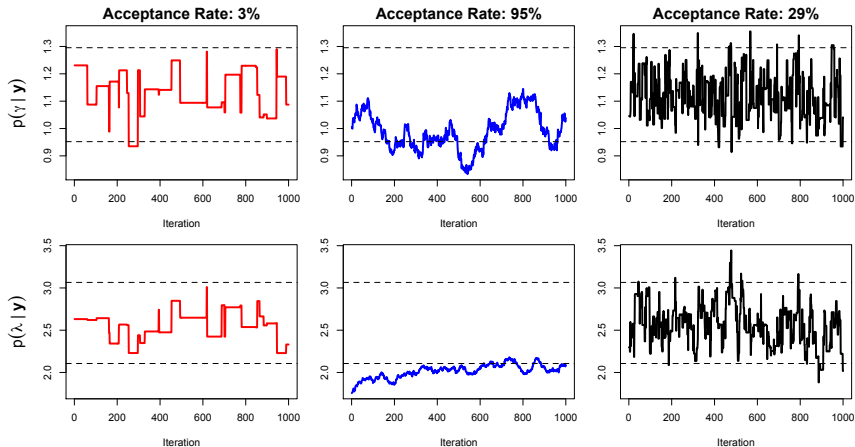 Acceptance Rate: 3%
Acceptance Rate: 95%
Acceptance Rate: 29%
p(γ | y)
0.9 1.0 1.1 1.2 1.3
0 200 400 600 800 1000
Iteration
0.9 1.0 1.1 1.2 1.3
0 200 400 600 800 1000
Iteration
0.9 1.0 1.1 1.2 1.3
0 200 400 600 800 1000
Iteration
p(λ | y)
2.0 2.5 3.0 3.5
0 200 400 600 800 1000
Iteration
2.0 2.5 3.0 3.5
0 200 400 600 800 1000
Iteration
2.0 2.5 3.0 3.5
0 200 400 600 800 1000
Iteration